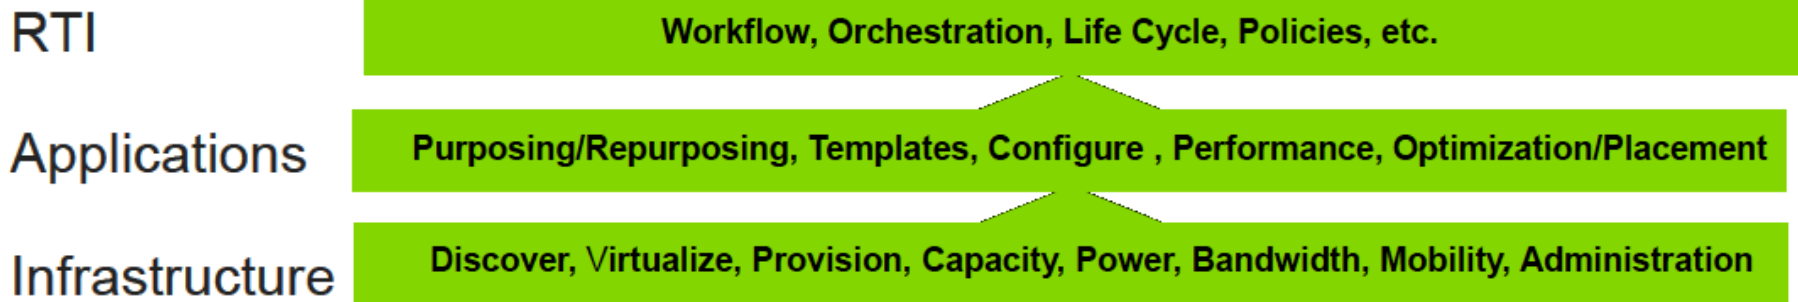 RTI
Workflow, Orchestration, Life Cycle, Policies, etc.
Applications
Purposing/Repurposing, Templates, Configure , Performance, Optimization/Placement
Infrastructure
Discover, Virtualize, Provision, Capacity, Power, Bandwidth, Mobility, Administration